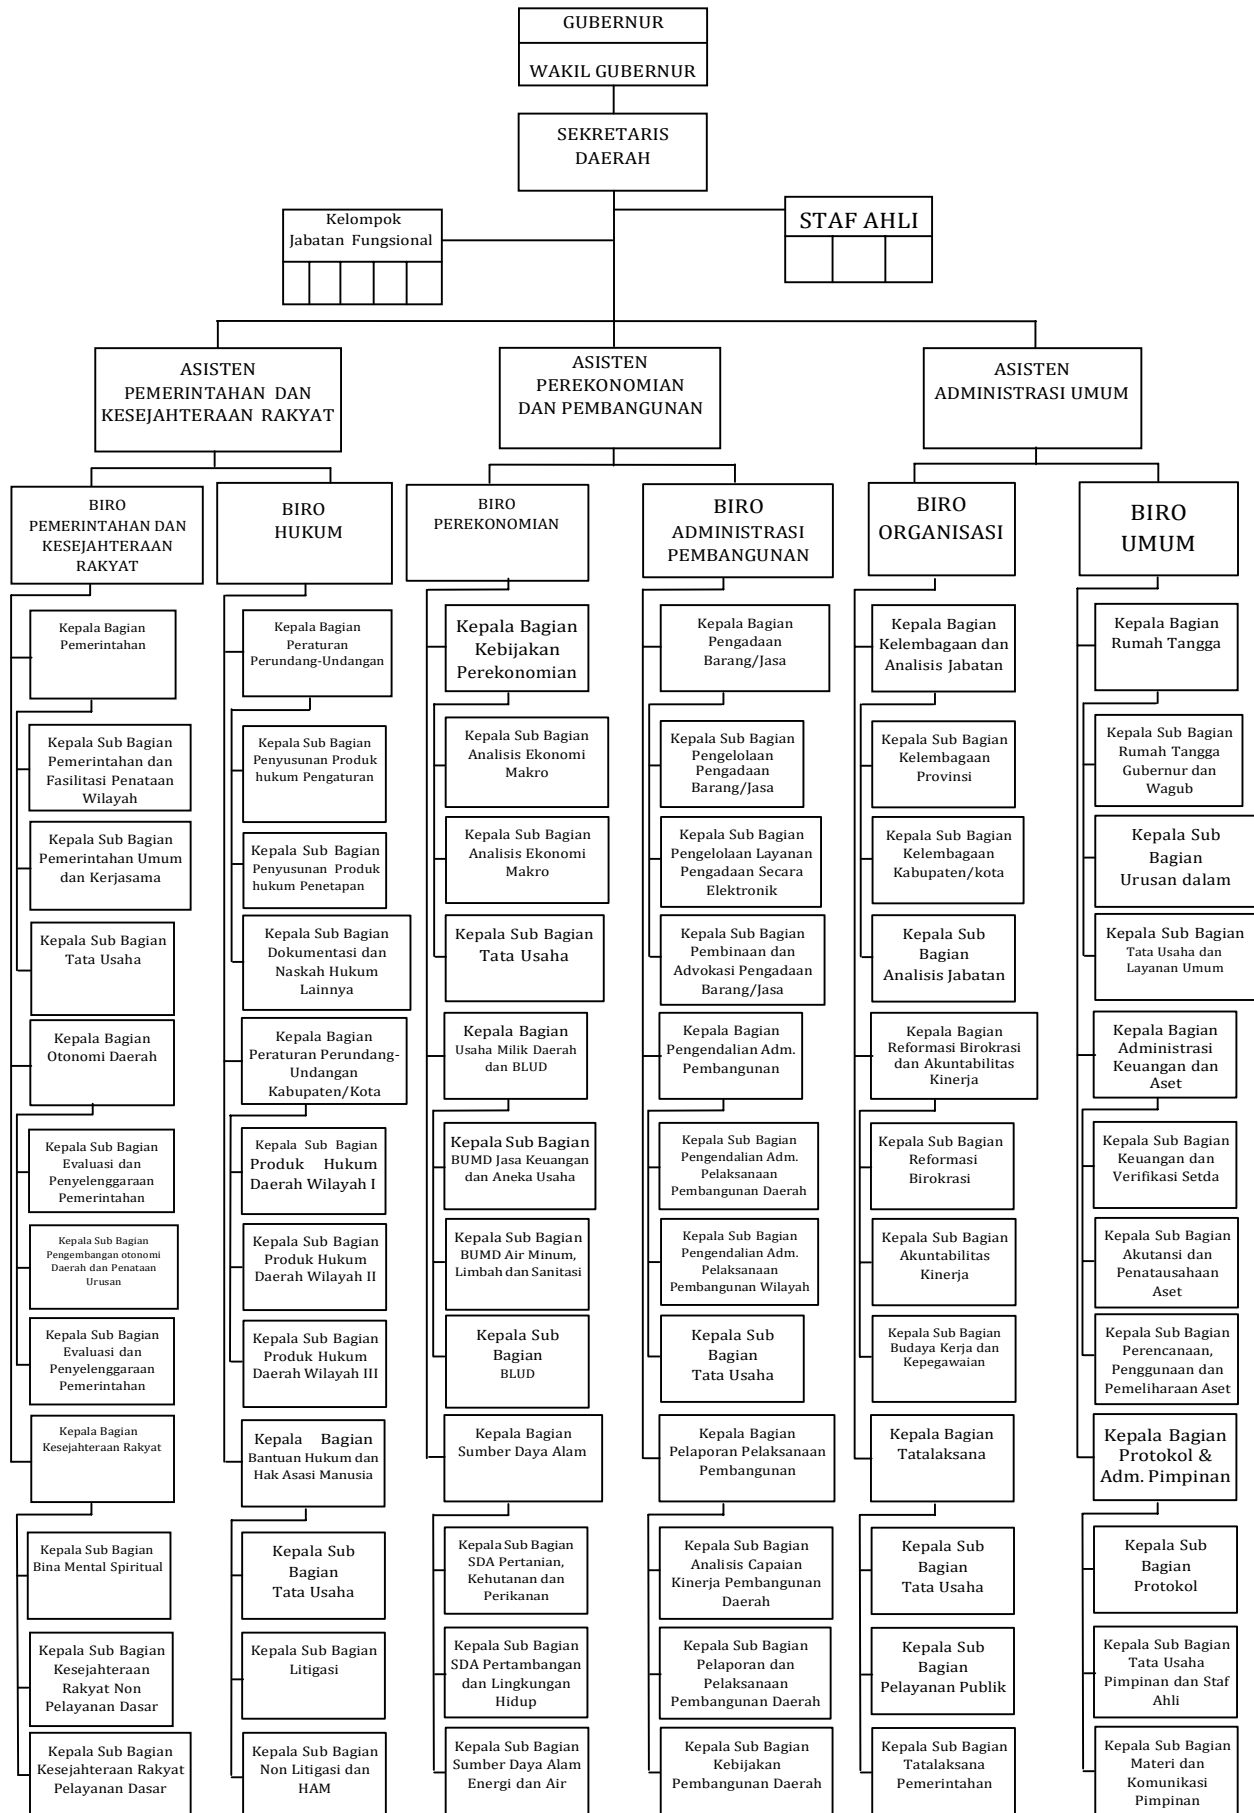 GUBERNUR
WAKIL GUBERNUR
SEKRETARIS
DAERAH
Kelompok
Jabatan Fungsional
STAF AHLI
ASISTEN
PEMERINTAHAN DAN
KESEJAHTERAAN RAKYAT
ASISTEN
PEREKONOMIAN
DAN PEMBANGUNAN
ASISTEN
ADMINISTRASI UMUM
BIRO
PEMERINTAHAN DAN
KESEJAHTERAAN
RAKYAT
Kepala Bagian
Pemerintahan
Kepala Sub Bagian
Pemerintahan dan
Fasilitasi Penataan
Wilayah
Kepala Sub Bagian
Pemerintahan Umum
dan Kerjasama
Kepala Sub Bagian
Tata Usaha
Kepala Bagian
Otonomi Daerah
Kepala Sub Bagian
Evaluasi dan
Penyelenggaraan
Pemerintahan
Kepala Sub Bagian
Pengembangan otonomi
Daerah dan Penataan
Urusan
Kepala Sub Bagian
Evaluasi dan
Penyelenggaraan
Pemerintahan
Kepala Bagian
Kesejahteraan Rakyat
Kepala Sub Bagian
Bina Mental Spiritual
Kepala Sub Bagian
Kesejahteraan
Rakyat Non
Pelayanan Dasar
Kepala Sub Bagian
Kesejahteraan Rakyat
Pelayanan Dasar
BIRO
HUKUM
Kepala Bagian
Peraturan
Perundang-Undangan
Kepala Sub Bagian
Penyusunan Produk
hukum Pengaturan
Kepala Sub Bagian
Penyusunan Produk
hukum Penetapan
Kepala Sub Bagian
Dokumentasi dan
Naskah Hukum
Lainnya
Kepala Bagian
Peraturan Perundang-
Undangan
Kabupaten/Kota
Kepala Sub Bagian
Produk Hukum
Daerah Wilayah I
Kepala Sub Bagian
Produk Hukum
Daerah Wilayah II
Kepala Sub Bagian
Produk Hukum
Daerah Wilayah III
Kepala Bagian
Bantuan Hukum dan
Hak Asasi Manusia
Kepala Sub
Bagian
Tata Usaha
Kepala Sub Bagian
Litigasi
Kepala Sub Bagian
Non Litigasi dan
HAM
BIRO
PEREKONOMIAN
Kepala Bagian
Kebijakan
Perekonomian
Kepala Sub Bagian
Analisis Ekonomi
Makro
Kepala Sub Bagian
Analisis Ekonomi
Makro
Kepala Sub Bagian
Tata Usaha
Kepala Bagian
Usaha Milik Daerah
dan BLUD
Kepala Sub Bagian
BUMD Jasa Keuangan
dan Aneka Usaha
Kepala Sub Bagian
BUMD Air Minum,
Limbah dan Sanitasi
Kepala Sub
Bagian
BLUD
Kepala Bagian
Sumber Daya Alam
Kepala Sub Bagian
SDA Pertanian,
Kehutanan dan
Perikanan
Kepala Sub Bagian
SDA Pertambangan
dan Lingkungan
Hidup
Kepala Sub Bagian
Sumber Daya Alam
Energi dan Air
BIRO
ADMINISTRASI
PEMBANGUNAN
Kepala Bagian
Pengadaan
Barang/Jasa
Kepala Sub Bagian
Pengelolaan
Pengadaan
Barang/Jasa
Kepala Sub Bagian
Pengelolaan Layanan
Pengadaan Secara
Elektronik
Kepala Sub Bagian
Pembinaan dan
Advokasi Pengadaan
Barang/Jasa
Kepala Bagian
Pengendalian Adm.
Pembangunan
Kepala Sub Bagian
Pengendalian Adm.
Pelaksanaan
Pembangunan Daerah
Kepala Sub Bagian
Pengendalian Adm.
Pelaksanaan
Pembangunan Wilayah
Kepala Sub
Bagian
Tata Usaha
Kepala Bagian
Pelaporan Pelaksanaan
Pembangunan
Kepala Sub Bagian
Analisis Capaian
Kinerja Pembangunan
Daerah
Kepala Sub Bagian
Pelaporan dan
Pelaksanaan
Pembangunan Daerah
Kepala Sub Bagian
Kebijakan
Pembangunan Daerah
BIRO
ORGANISASI
Kepala Bagian
Kelembagaan dan
Analisis Jabatan
Kepala Sub Bagian
Kelembagaan
Provinsi
Kepala Sub Bagian
Kelembagaan
Kabupaten/kota
Kepala Sub
Bagian
Analisis Jabatan
Kepala Bagian
Reformasi Birokrasi
dan Akuntabilitas
Kinerja
Kepala Sub Bagian
Reformasi
Birokrasi
Kepala Sub Bagian
Akuntabilitas
Kinerja
Kepala Sub Bagian
Budaya Kerja dan
Kepegawaian
Kepala Bagian
Tatalaksana
Kepala Sub
Bagian
Tata Usaha
Kepala Sub
Bagian
Pelayanan Publik
Kepala Sub Bagian
Tatalaksana
Pemerintahan
BIRO
UMUM
Kepala Bagian
Rumah Tangga
Kepala Sub Bagian
Rumah Tangga
Gubernur dan
Wagub
Kepala Sub
Bagian
Urusan dalam
Kepala Sub Bagian
Tata Usaha dan
Layanan Umum
Kepala Bagian
Administrasi
Keuangan dan
Aset
Kepala Sub Bagian
Keuangan dan
Verifikasi Setda
Kepala Sub Bagian
Akutansi dan
Penatausahaan
Aset
Kepala Sub Bagian
Perencanaan,
Penggunaan dan
Pemeliharaan Aset
Kepala Bagian
Protokol &
Adm. Pimpinan
Kepala Sub
Bagian
Protokol
Kepala Sub Bagian
Tata Usaha
Pimpinan dan Staf
Ahli
Kepala Sub Bagian
Materi dan
Komunikasi
Pimpinan